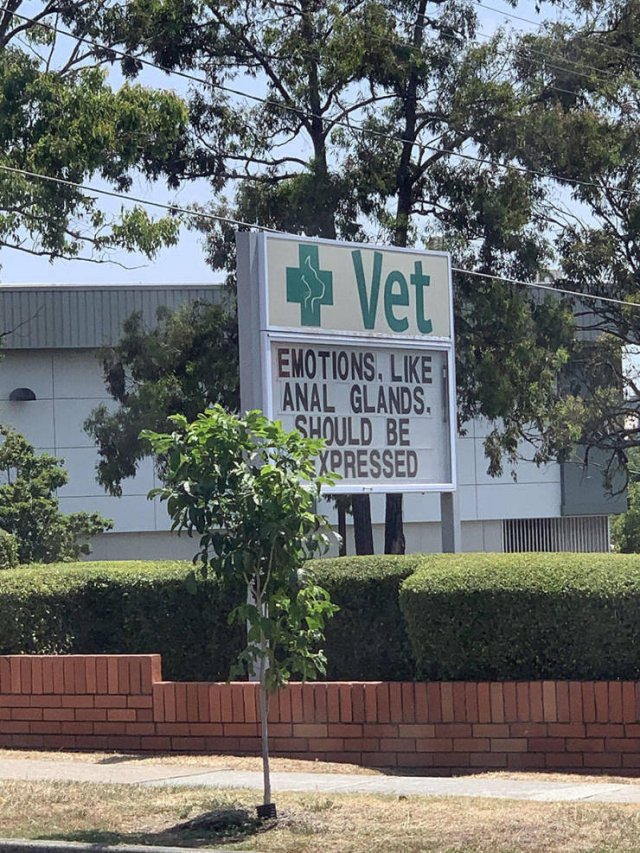 Vet
EMOTIONS, LIKE
ANAL GLANDS,
SHOULD BE
EXPRESSED